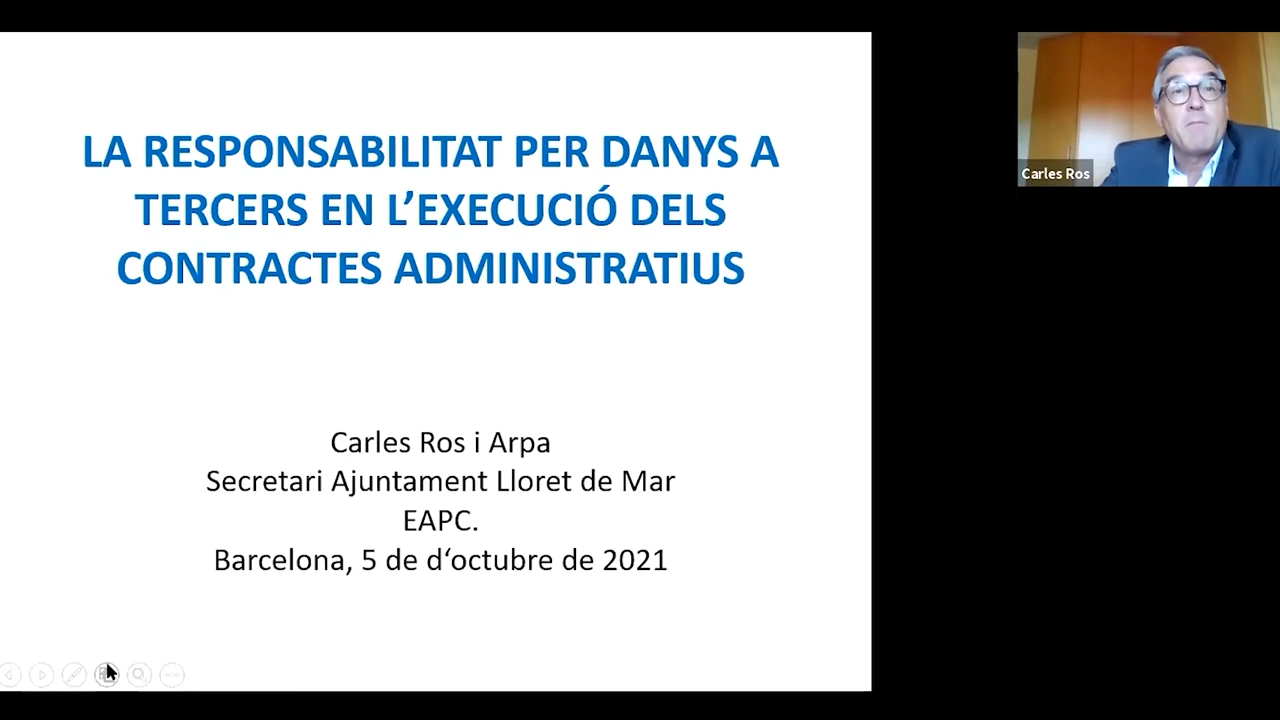 LA RESPONSABILITAT PER DANYS A
TERCERS EN L’EXECUCIÓ DELS
CONTRACTES ADMINISTRATIUS
Carles Ros i Arpa
Secretari Ajuntament Lloret de Mar
EAPC.
Barcelona, 5 de d‘octubre de 2021
Carles Ros